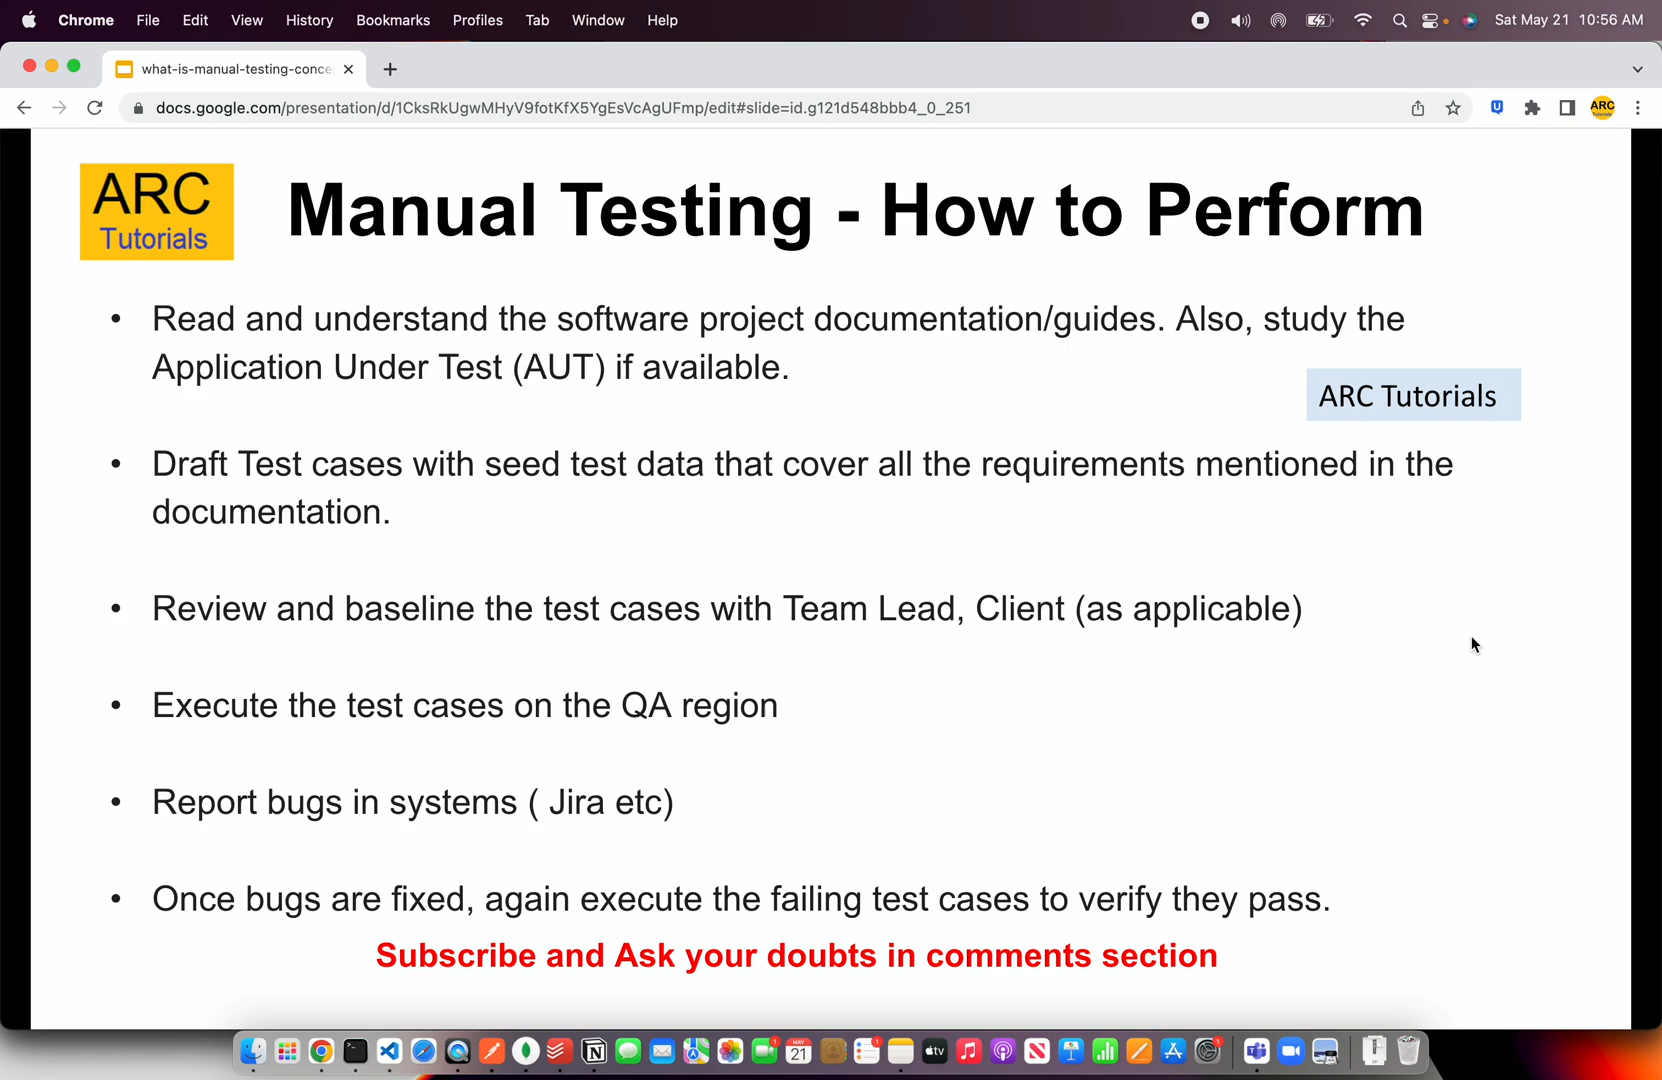 Chrome File Edit View History Bookmarks Profiles Tab Window Help Sat May 21 10:56 AM
what-is-manual-testing-conce
docs.google.com/presentation/d/1CksRkUgwMHyV9fotKfX5YgEsVcAgUFmp/edit#slide=id.g121d548bbb4_0_251
ARC
Tutorials
Manual Testing - How to Perform
• Read and understand the software project documentation/guides. Also, study the
Application Under Test (AUT) if available.
ARC Tutorials
• Draft Test cases with seed test data that cover all the requirements mentioned in the
documentation.
• Review and baseline the test cases with Team Lead, Client (as applicable)
• Execute the test cases on the QA region
• Report bugs in systems ( Jira etc)
• Once bugs are fixed, again execute the failing test cases to verify they pass.
Subscribe and Ask your doubts in comments section
MAY
21
tv